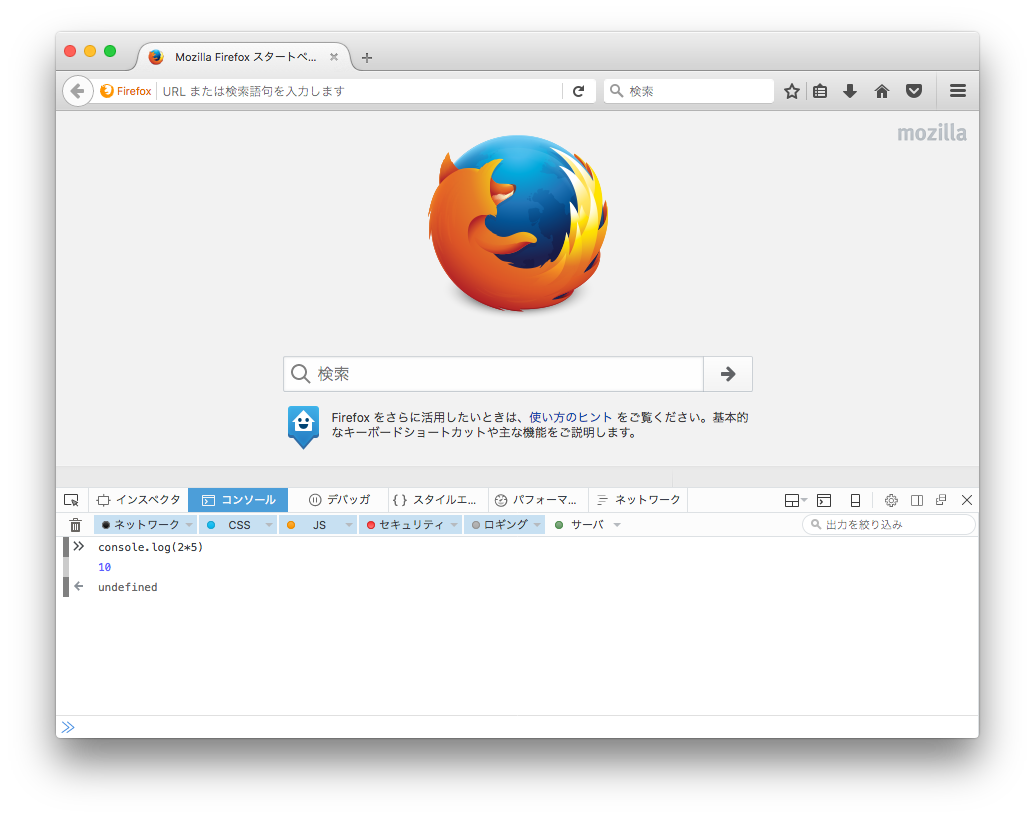 Mozilla Firefox スタートペ...
Firefox URL または検索語句を入力します 検索
mozilla
検索
Firefox をさらに活用したいときは、使い方のヒント をご覧ください。基本的
なキーボードショートカットや主な機能をご説明します。
インスペクタ コンソール デバッガ スタイルエ... パフォーマ... ネットワーク
ネットワーク CSS JS セキュリティ ロギング サーバ 出力を絞り込み
console.log(2*5)
10
undefined